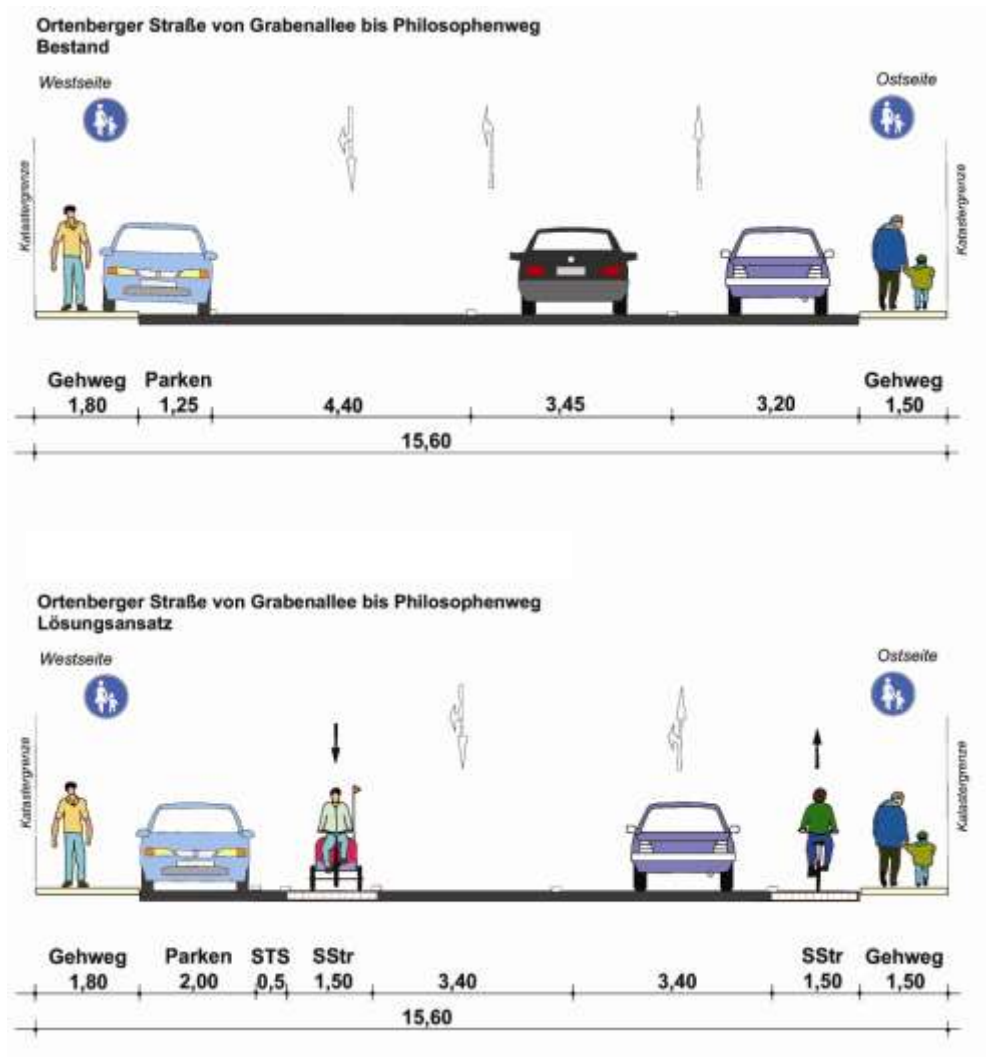 Ortenberger Straße von Grabenallee bis Philosophenweg
Bestand
Westseite
Ostseite
Katastergrenze
Katastergrenze
Gehweg Parken Gehweg
1,80 1,25 4,40 3,45 3,20 1,50
15,60
Ortenberger Straße von Grabenallee bis Philosophenweg
Lösungsansatz
Westseite
Ostseite
Katastergrenze
Katastergrenze
Gehweg Parken STS SStr SStr Gehweg
1,80 2,00 0,5 1,50 3,40 3,40 1,50 1,50
15,60